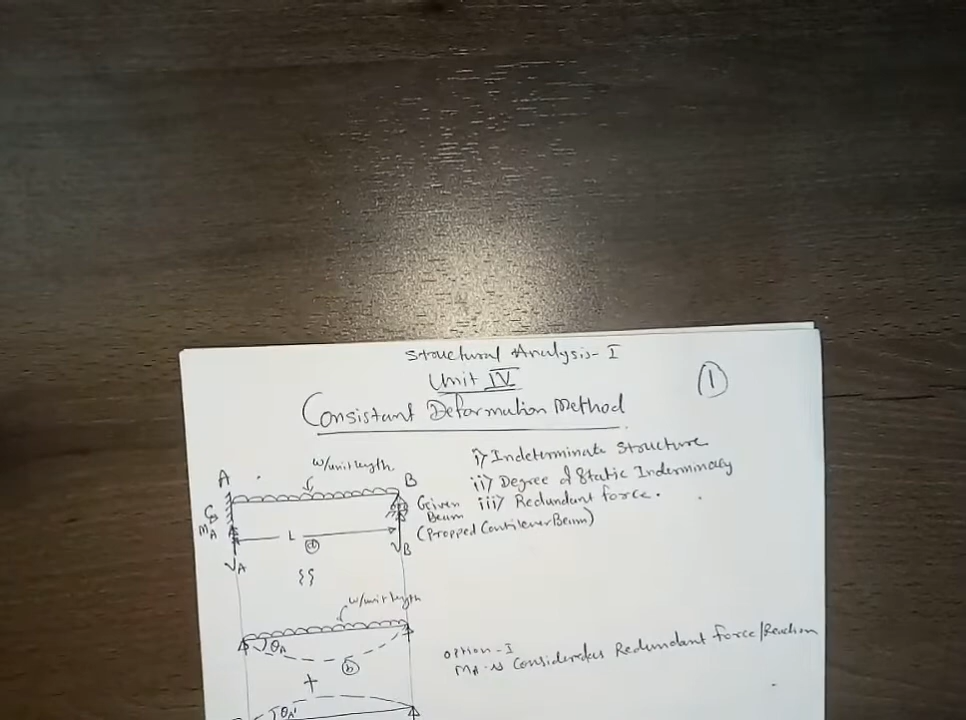 Structural Analysis-I
Unit IV
1
Consistant Deformation Method
i) Indeterminate Structure
ii) Degree of Static Inderminacy
iii) Redundant force.
w/unit length
A
B
Given
Beam
(Propped Cantilever Beam)
MA
L
a
VA
VB
w/unit length
θA
b
option-I
MA is Considered as Redundant force/Reaction
+
θA'